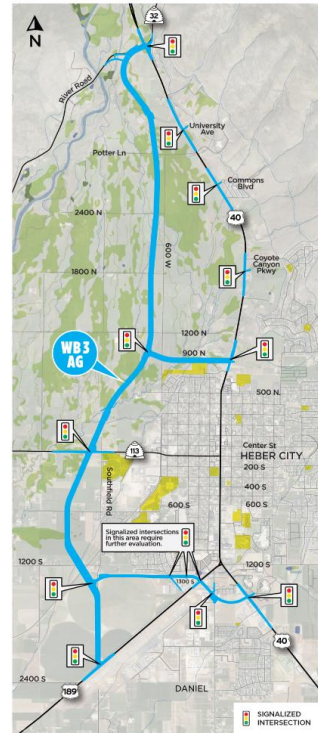 N
32
River Road
University
Ave
Potter Ln
Commons
Blvd
2400 N
40
Coyote
Canyon
Pkwy
600 W
1800 N
1200 N
WB3
AG
900 N
500 N.
Center St
113
HEBER CITY
200 S
400 S
Southfield Rd
600 S
600 S
Signalized intersections
in this area require
further evaluation.
1200 S
1200 S
1300 S
40
2400 S
189
DANIEL
SIGNALIZED
INTERSECTION